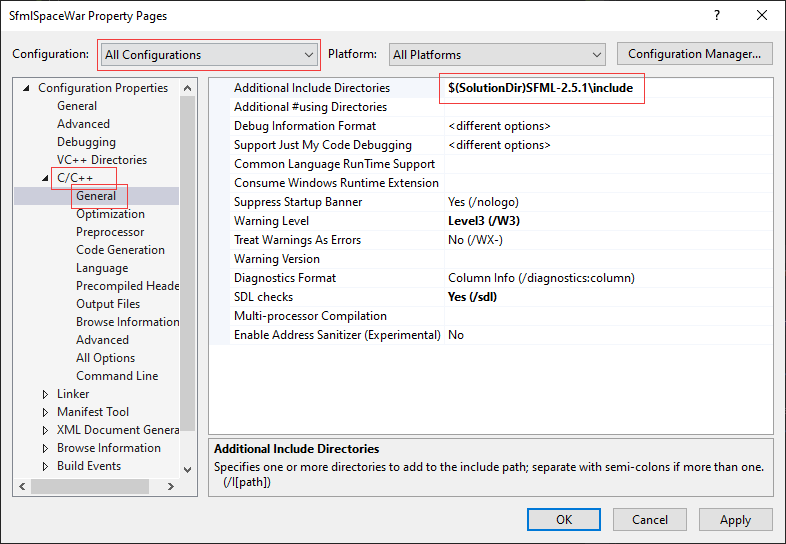 SfmlSpaceWar Property Pages
Configuration: All Configurations Platform: All Platforms Configuration Manager...
Configuration Properties
General
Advanced
Debugging
VC++ Directories
C/C++
General
Optimization
Preprocessor
Code Generation
Language
Precompiled Heade
Output Files
Browse Information
Advanced
All Options
Command Line
Linker
Manifest Tool
XML Document Genera
Browse Information
Build Events
Additional Include Directories $(SolutionDir)SFML-2.5.1\include
Additional #using Directories
Debug Information Format <different options>
Support Just My Code Debugging <different options>
Common Language RunTime Support
Consume Windows Runtime Extension
Suppress Startup Banner Yes (/nologo)
Warning Level Level3 (/W3)
Treat Warnings As Errors No (/WX-)
Warning Version
Diagnostics Format Column Info (/diagnostics:column)
SDL checks Yes (/sdl)
Multi-processor Compilation
Enable Address Sanitizer (Experimental) No
Additional Include Directories
Specifies one or more directories to add to the include path; separate with semi-colons if more than one.
(/I[path])
OK Cancel Apply